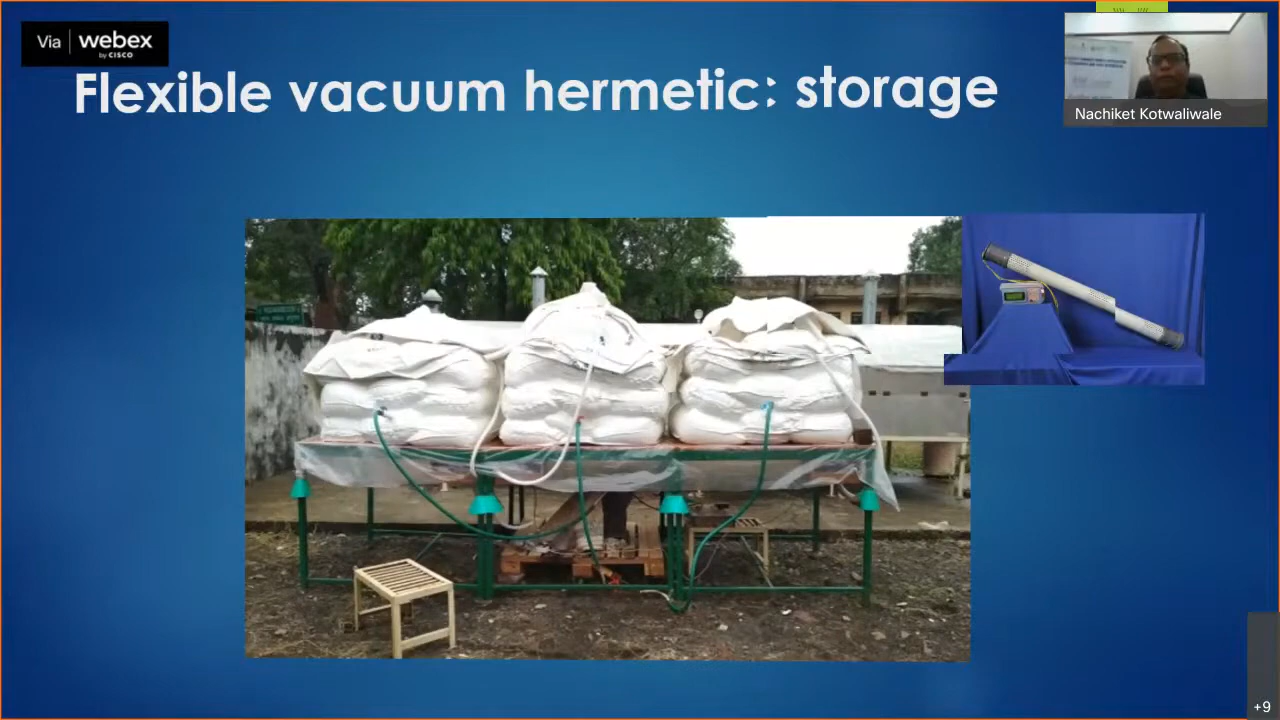 Via webex
by CISCO
Flexible vacuum hermetic: storage
Nachiket Kotwaliwale
+9